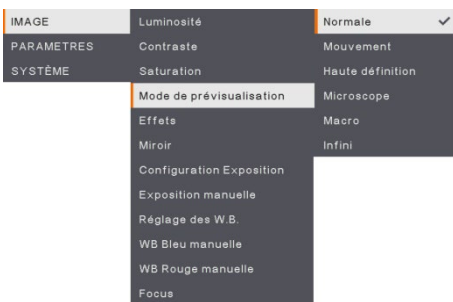 IMAGE
PARAMETRES
SYSTÈME
Luminosité
Contraste
Saturation
Mode de prévisualisation
Effets
Miroir
Configuration Exposition
Exposition manuelle
Réglage des W.B.
WB Bleu manuelle
WB Rouge manuelle
Focus
Normale
Mouvement
Haute définition
Microscope
Macro
Infini